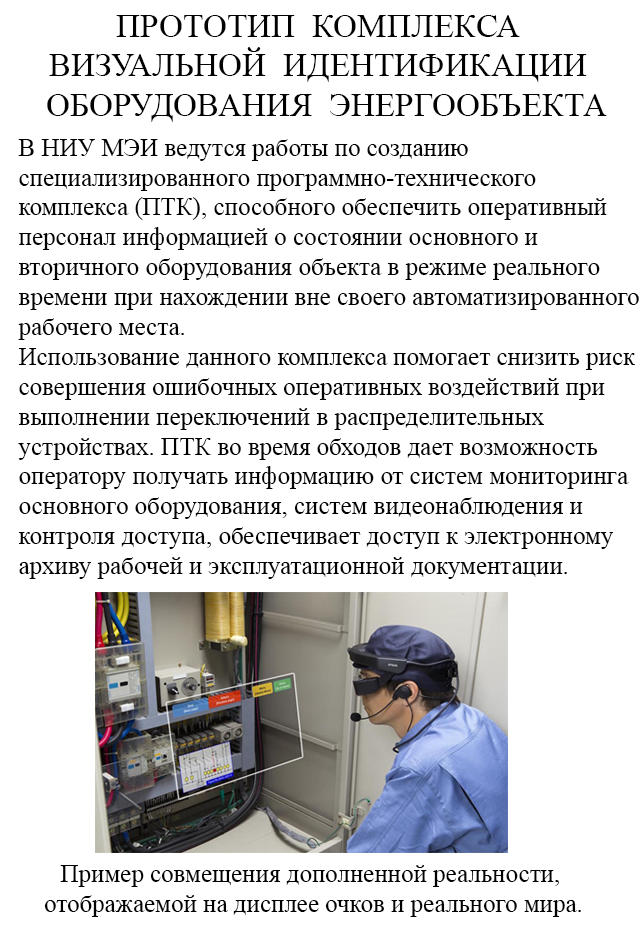 ПРОТОТИП КОМПЛЕКСА
ВИЗУАЛЬНОЙ ИДЕНТИФИКАЦИИ
ОБОРУДОВАНИЯ ЭНЕРГООБЪЕКТА
В НИУ МЭИ ведутся работы по созданию
специализированного программно-технического
комплекса (ПТК), способного обеспечить оперативный
персонал информацией о состоянии основного и
вторичного оборудования объекта в режиме реального
времени при нахождении вне своего автоматизированного
рабочего места.
Использование данного комплекса помогает снизить риск
совершения ошибочных оперативных воздействий при
выполнении переключений в распределительных
устройствах. ПТК во время обходов дает возможность
оператору получать информацию от систем мониторинга
основного оборудования, систем видеонаблюдения и
контроля доступа, обеспечивает доступ к электронному
архиву рабочей и эксплуатационной документации.
Пример совмещения дополненной реальности,
отображаемой на дисплее очков и реального мира.